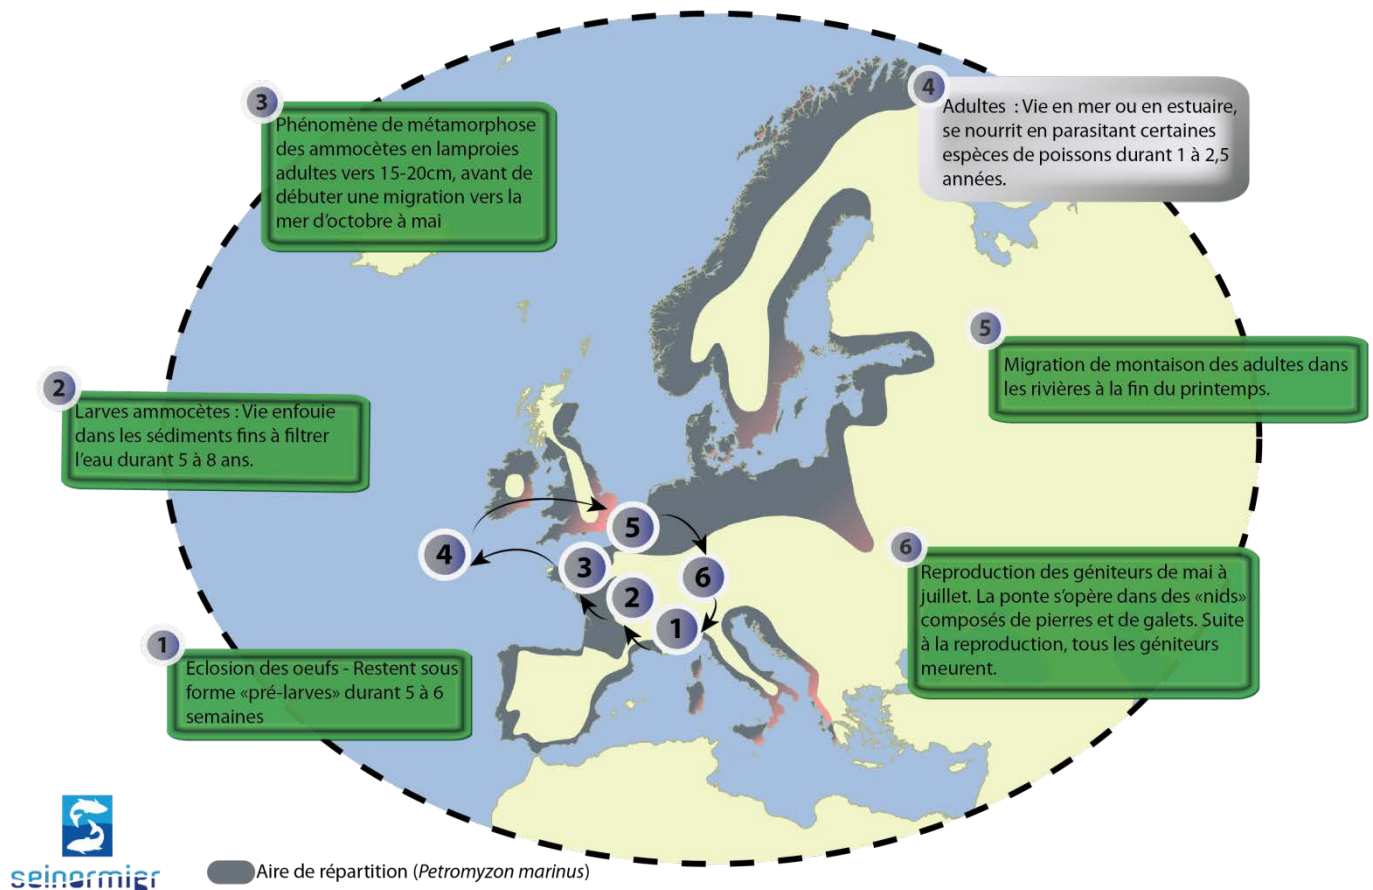 3
Phénomène de métamorphose
des ammocètes en lamproies
adultes vers 15-20cm, avant de
débuter une migration vers la
mer d'octobre à mai
4
Adultes : Vie en mer ou en estuaire,
se nourrit en parasitant certaines
espèces de poissons durant 1 à 2,5
années.
2
Larves ammocètes : Vie enfouie
dans les sédiments fins à filtrer
l'eau durant 5 à 8 ans.
5
Migration de montaison des adultes dans
les rivières à la fin du printemps.
5
4
3
6
2
1
1
Eclosion des oeufs - Restent sous
forme «pré-larves» durant 5 à 6
semaines
6
Reproduction des géniteurs de mai à
juillet. La ponte s'opère dans des «nids»
composés de pierres et de galets. Suite
à la reproduction, tous les géniteurs
meurent.
seinormigr
Aire de répartition (Petromyzon marinus)